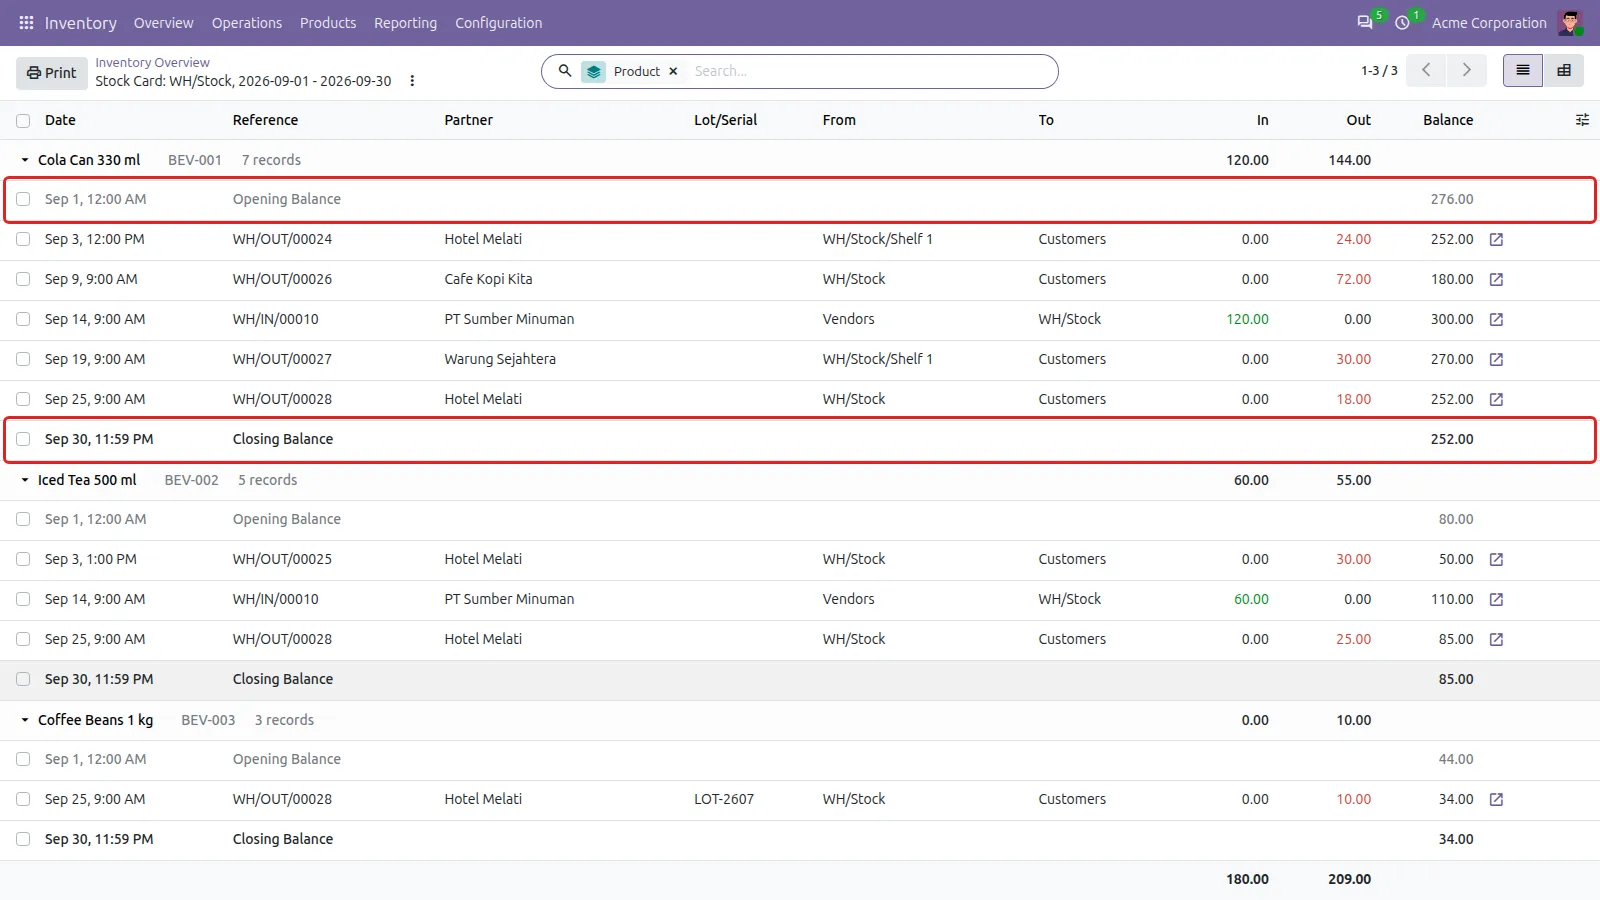 Inventory Overview Operations Products Reporting Configuration 5 1 Acme Corporation
Print
Inventory Overview
Stock Card: WH/Stock, 2026-09-01 - 2026-09-30
Product Search... 1-3 / 3
Date Reference Partner Lot/Serial From To In Out Balance
Cola Can 330 ml BEV-001 7 records 120.00 144.00
Sep 1, 12:00 AM Opening Balance 276.00
Sep 3, 12:00 PM WH/OUT/00024 Hotel Melati WH/Stock/Shelf 1 Customers 0.00 24.00 252.00
Sep 9, 9:00 AM WH/OUT/00026 Cafe Kopi Kita WH/Stock Customers 0.00 72.00 180.00
Sep 14, 9:00 AM WH/IN/00010 PT Sumber Minuman Vendors WH/Stock 120.00 0.00 300.00
Sep 19, 9:00 AM WH/OUT/00027 Warung Sejahtera WH/Stock/Shelf 1 Customers 0.00 30.00 270.00
Sep 25, 9:00 AM WH/OUT/00028 Hotel Melati WH/Stock Customers 0.00 18.00 252.00
Sep 30, 11:59 PM Closing Balance 252.00
Iced Tea 500 ml BEV-002 5 records 60.00 55.00
Sep 1, 12:00 AM Opening Balance 80.00
Sep 3, 1:00 PM WH/OUT/00025 Hotel Melati WH/Stock Customers 0.00 30.00 50.00
Sep 14, 9:00 AM WH/IN/00010 PT Sumber Minuman Vendors WH/Stock 60.00 0.00 110.00
Sep 25, 9:00 AM WH/OUT/00028 Hotel Melati WH/Stock Customers 0.00 25.00 85.00
Sep 30, 11:59 PM Closing Balance 85.00
Coffee Beans 1 kg BEV-003 3 records 0.00 10.00
Sep 1, 12:00 AM Opening Balance 44.00
Sep 25, 9:00 AM WH/OUT/00028 Hotel Melati LOT-2607 WH/Stock Customers 0.00 10.00 34.00
Sep 30, 11:59 PM Closing Balance 34.00
180.00 209.00